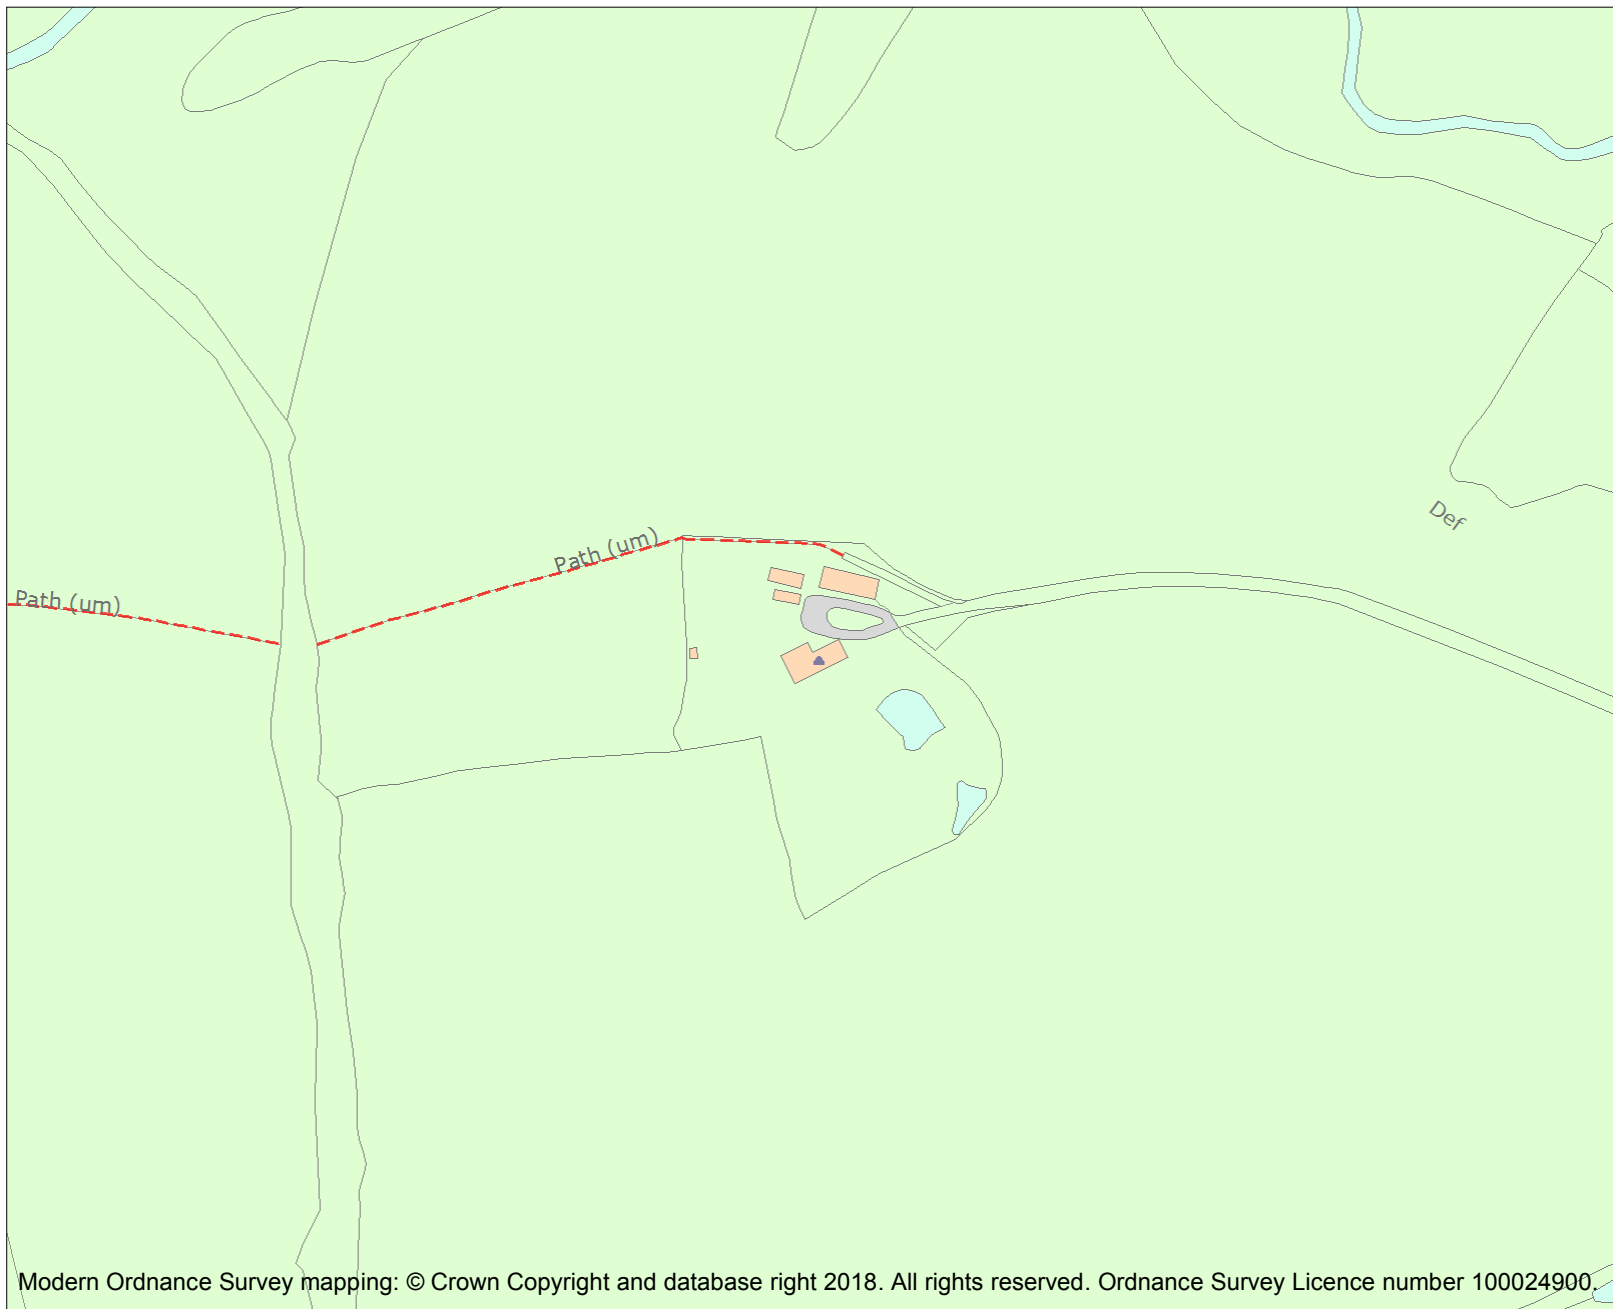 Def
Path (um)
Path (um)
Modern Ordnance Survey mapping: © Crown Copyright and database right 2018. All rights reserved. Ordnance Survey Licence number 100024900.